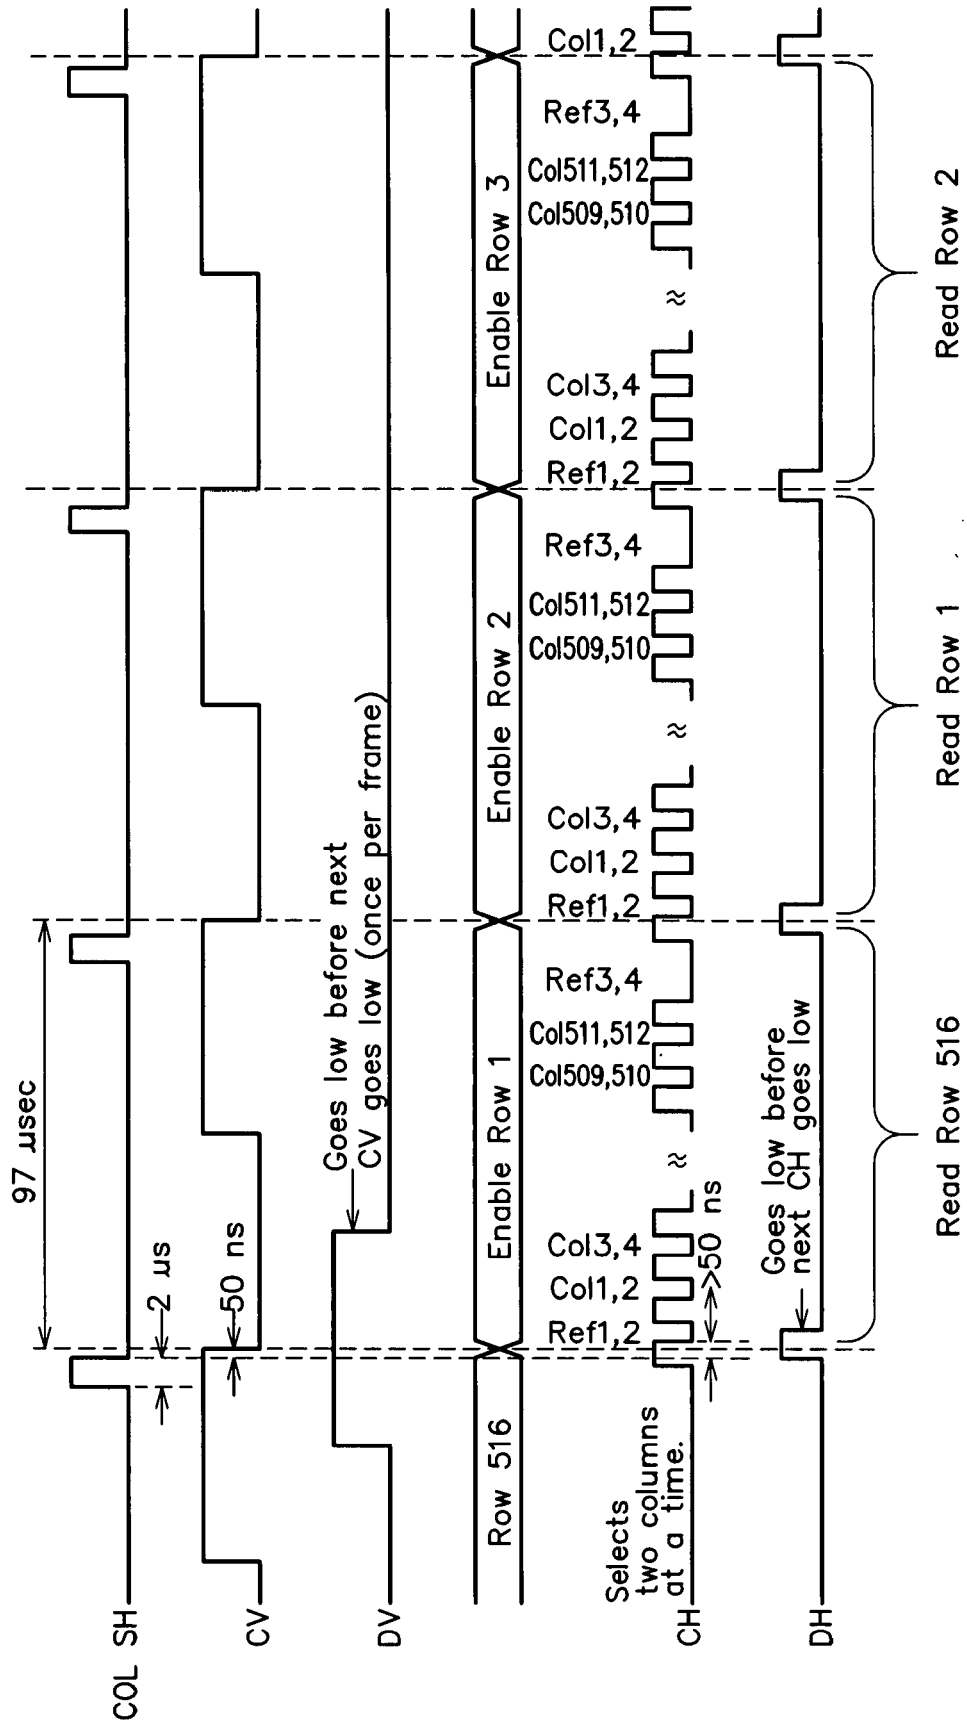 97 µsec
COL SH
2 µs
CV
50 ns
Goes low before next
CV goes low (once per frame)
DV
Row 516
Enable Row 1
Enable Row 2
Enable Row 3
Ref1,2
Col1,2
Col3,4
Col509,510
Col511,512
Ref3,4
Ref1,2
Col1,2
Col3,4
Col509,510
Col511,512
Ref3,4
Ref1,2
Col1,2
Col3,4
Col509,510
Col511,512
Ref3,4
Col1,2
Selects
two columns
at a time.
CH
≈
≈
≈
>50 ns
Goes low before
next CH goes low
DH
Read Row 516
Read Row 1
Read Row 2